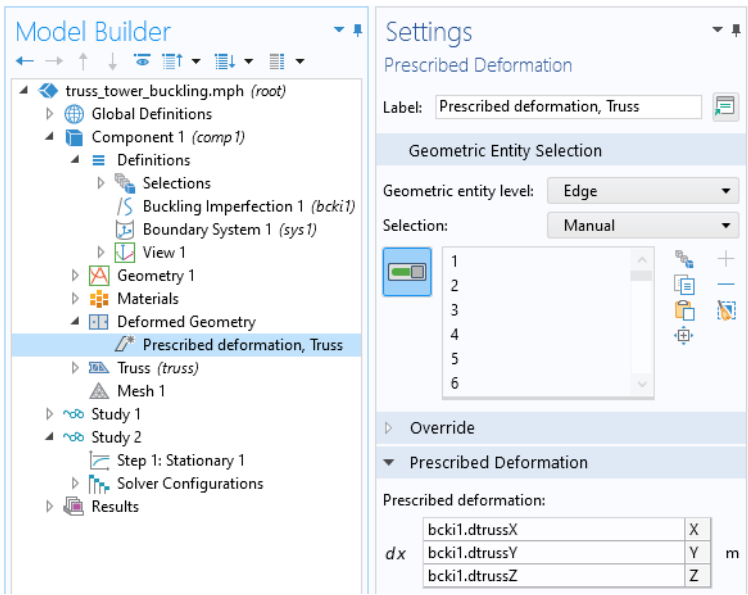 Model Builder
truss_tower_buckling.mph (root)
Global Definitions
Component 1 (comp1)
Definitions
Selections
Buckling Imperfection 1 (bcki1)
Boundary System 1 (sys1)
View 1
Geometry 1
Materials
Deformed Geometry
Prescribed deformation, Truss
Truss (truss)
Mesh 1
Study 1
Study 2
Step 1: Stationary 1
Solver Configurations
Results
Settings
Prescribed Deformation
Label: Prescribed deformation, Truss
Geometric Entity Selection
Geometric entity level: Edge
Selection: Manual
1
2
3
4
5
6
Override
Prescribed Deformation
Prescribed deformation:
bcki1.dtrussX X
dx bcki1.dtrussY Y m
bcki1.dtrussZ Z